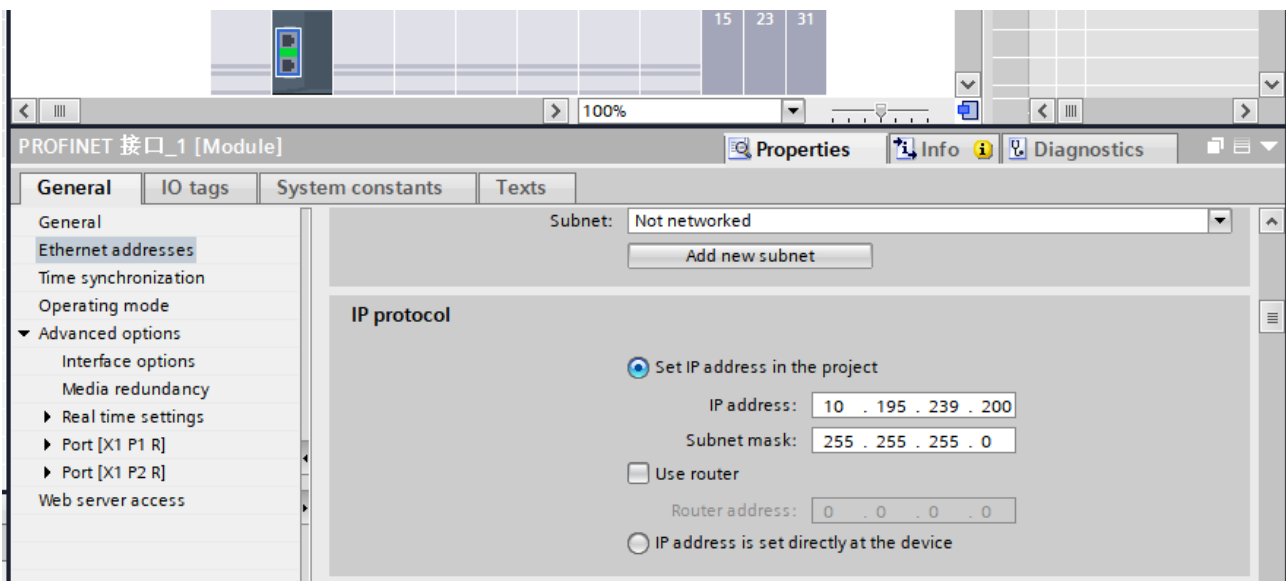 15 23 31
100%
PROFINET 接口_1 [Module]
Properties
Info
Diagnostics
General
IO tags
System constants
Texts
General
Ethernet addresses
Time synchronization
Operating mode
Advanced options
Interface options
Media redundancy
Real time settings
Port [X1 P1 R]
Port [X1 P2 R]
Web server access
Subnet: Not networked
Add new subnet
IP protocol
Set IP address in the project
IP address: 10 . 195 . 239 . 200
Subnet mask: 255 . 255 . 255 . 0
Use router
Router address: 0 . 0 . 0 . 0
IP address is set directly at the device